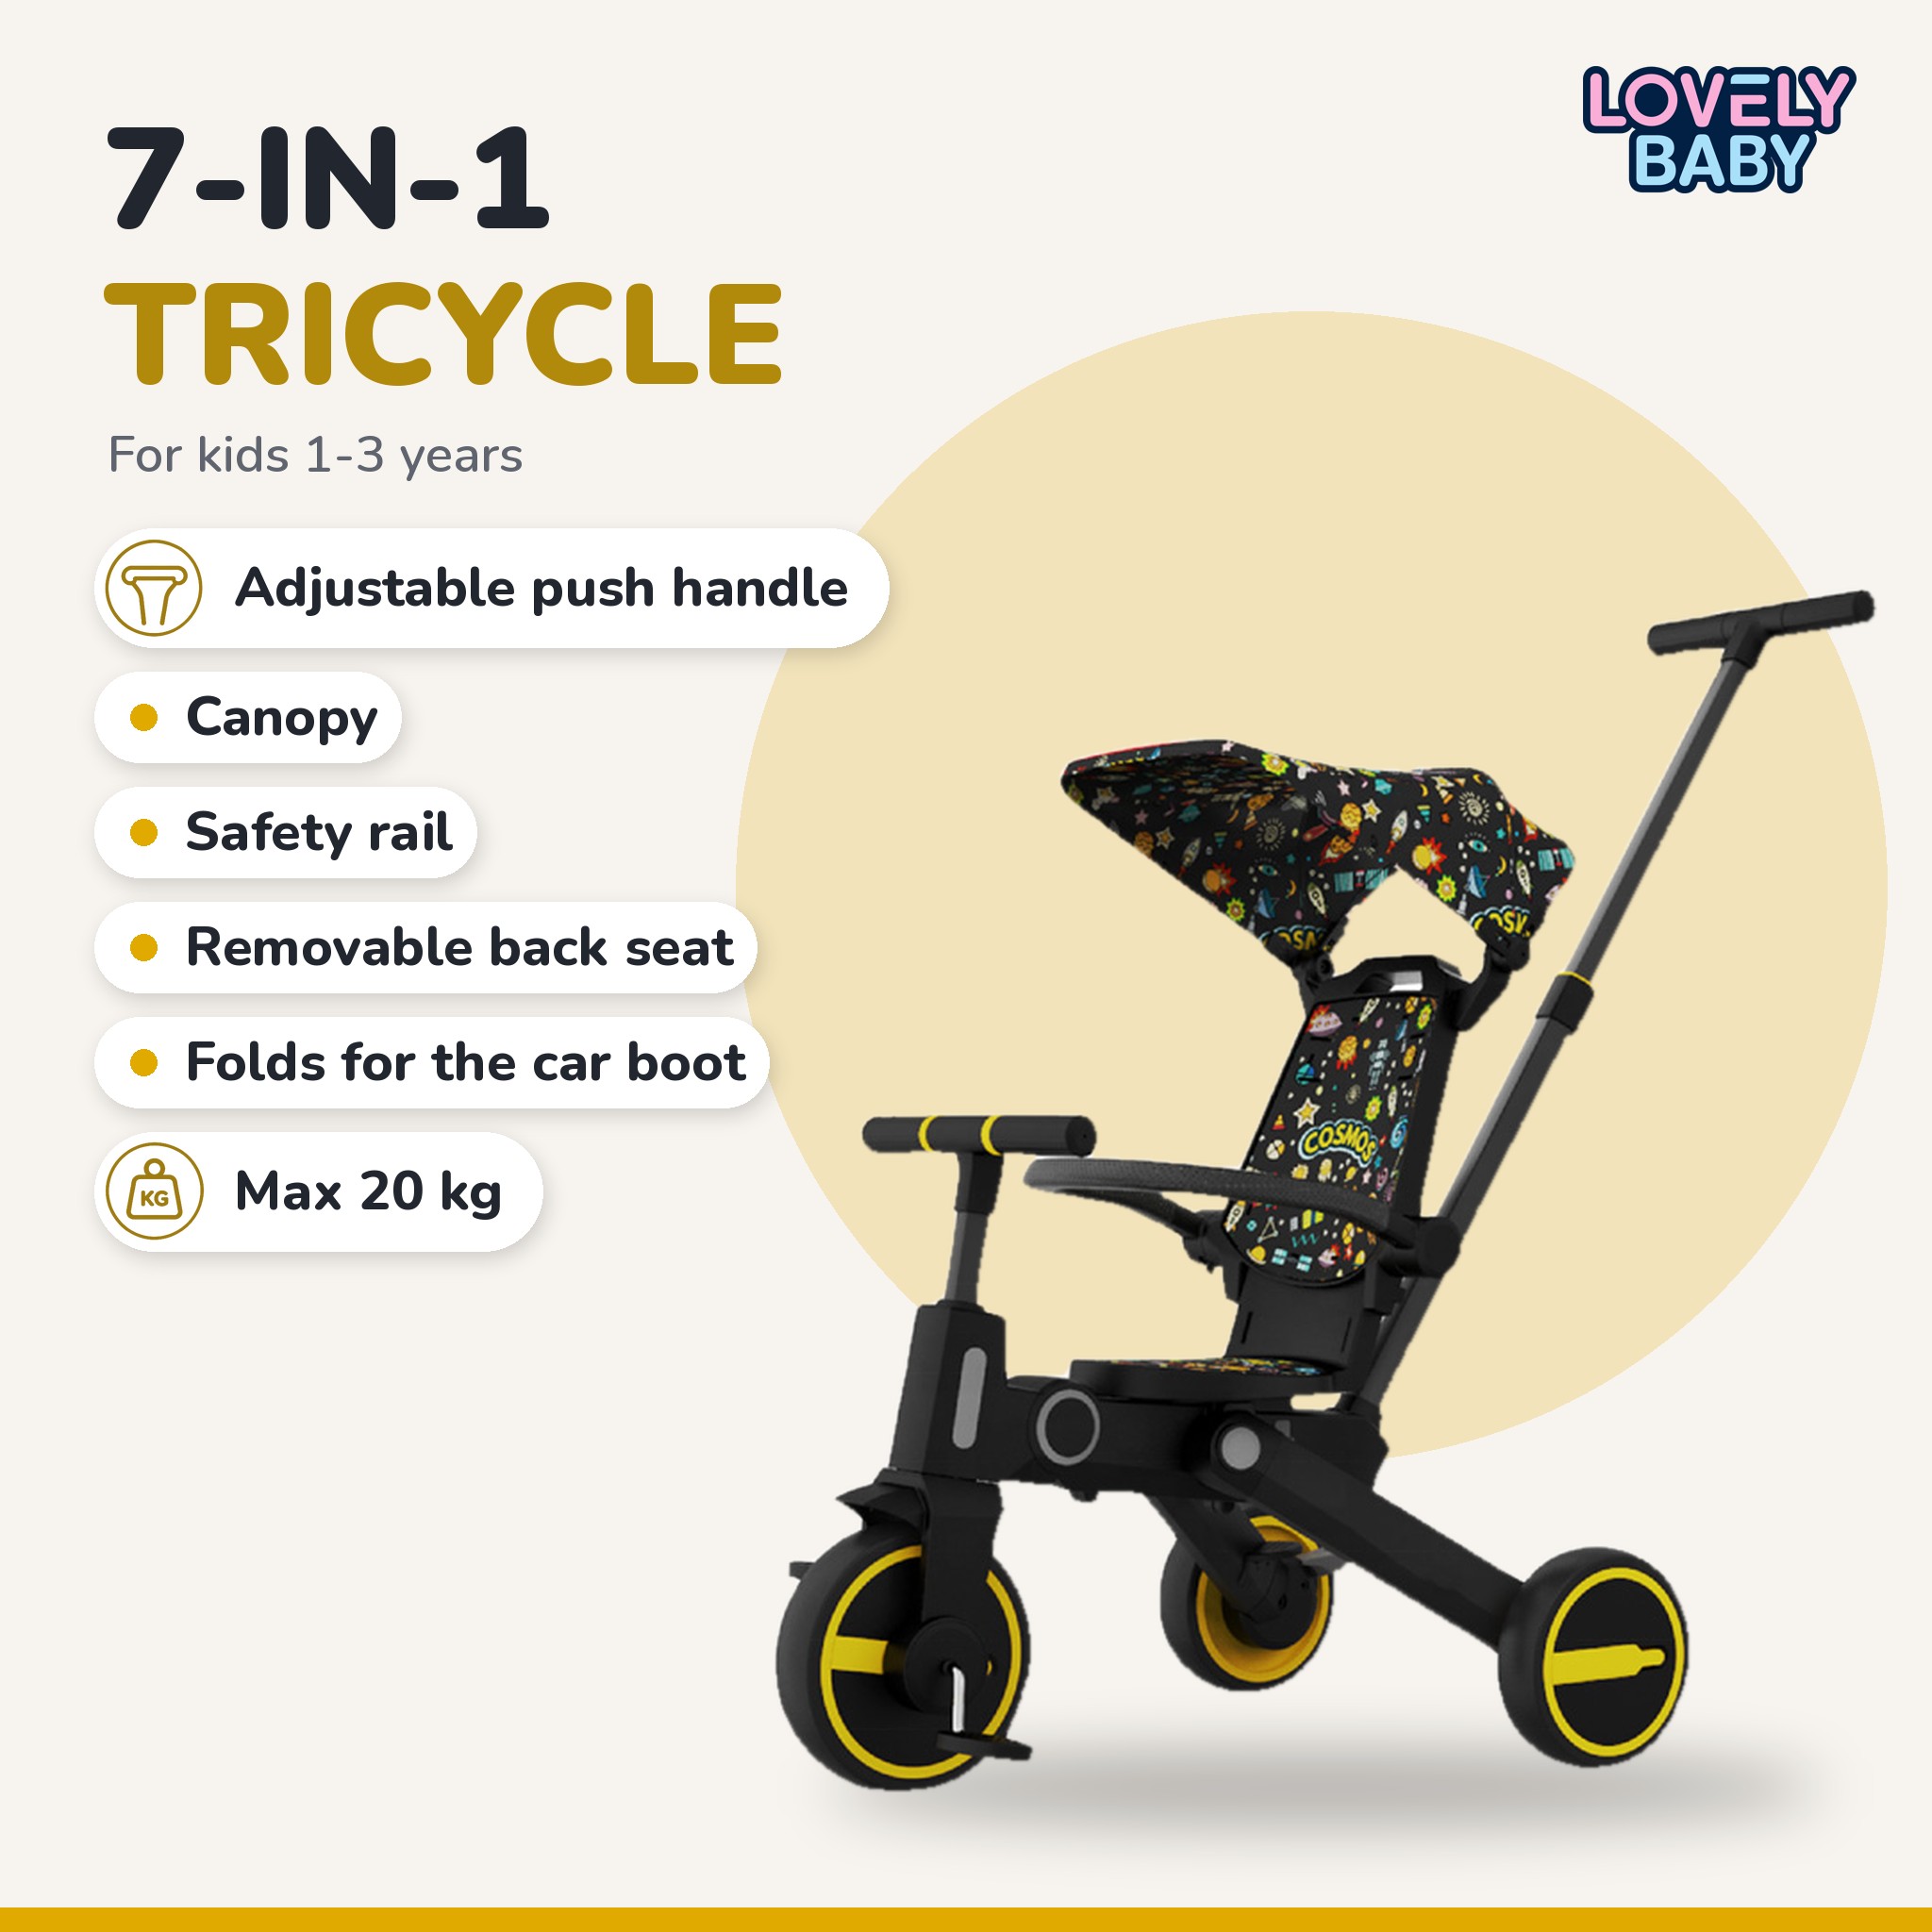 LOVELY
BABY
7-IN-1
TRICYCLE
For kids 1-3 years
Adjustable push handle
Canopy
Safety rail
Removable back seat
Folds for the car boot
KG
Max 20 kg
COSMOS